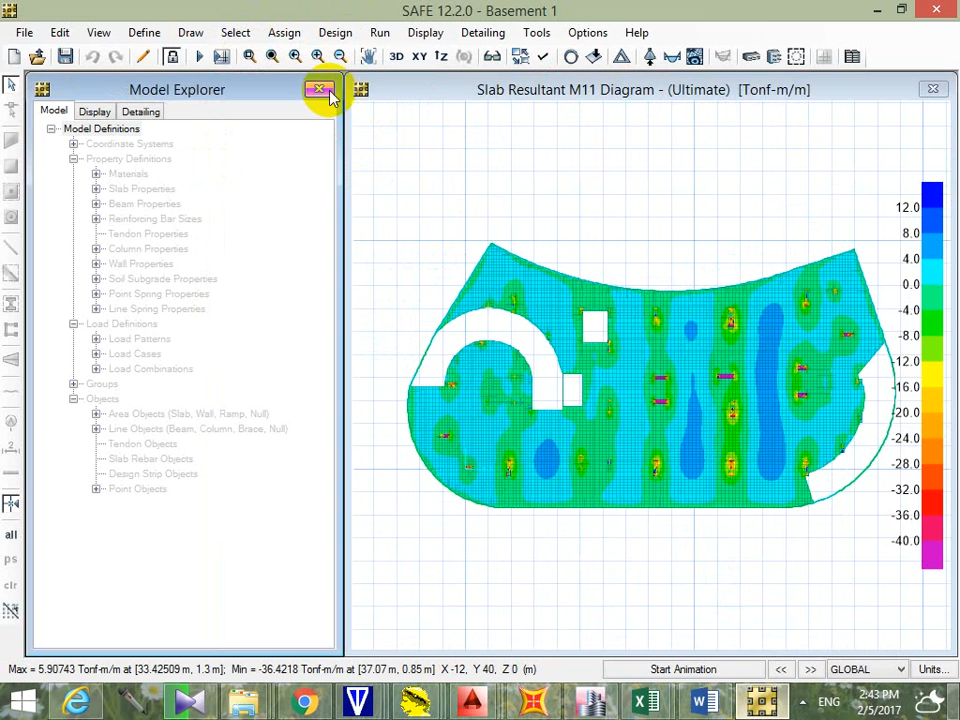 SAFE 12.2.0 - Basement 1
File Edit View Define Draw Select Assign Design Run Display Detailing Tools Options Help
3D XY YZ
Model Explorer
Slab Resultant M11 Diagram - (Ultimate) [Tonf-m/m]
Model Display Detailing
Model Definitions
Coordinate Systems
Property Definitions
Materials
Slab Properties
Beam Properties
Reinforcing Bar Sizes
Tendon Properties
Column Properties
Wall Properties
Soil Subgrade Properties
Point Spring Properties
Line Spring Properties
Load Definitions
Load Patterns
Load Cases
Load Combinations
Groups
Objects
Area Objects (Slab, Wall, Ramp, Null)
Line Objects (Beam, Column, Brace, Null)
Tendon Objects
Slab Rebar Objects
Design Strip Objects
Point Objects
12.0
8.0
4.0
0.0
-4.0
-8.0
-12.0
-16.0
-20.0
-24.0
-28.0
-32.0
-36.0
-40.0
all
ps
clr
Max = 5.90743 Tonf-m/m at [33.42509 m, 1.3 m]; Min = -36.4218 Tonf-m/m at [37.07 m, 0.85 m] X -12, Y 40, Z 0 (m)
Start Animation << >> GLOBAL Units...
ENG
2:43 PM
2/5/2017